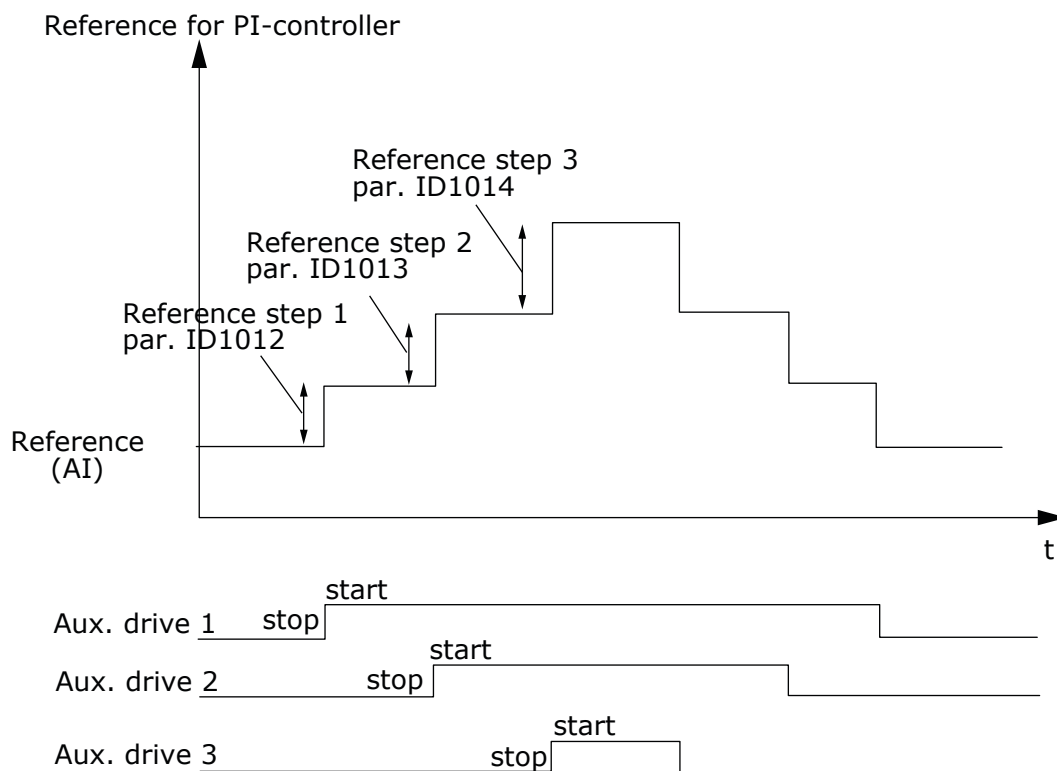 Reference for PI-controller
Reference step 3
par. ID1014
Reference step 2
par. ID1013
Reference step 1
par. ID1012
Reference
(AI)
t
start
stop
Aux. drive 1
start
stop
Aux. drive 2
start
stop
Aux. drive 3